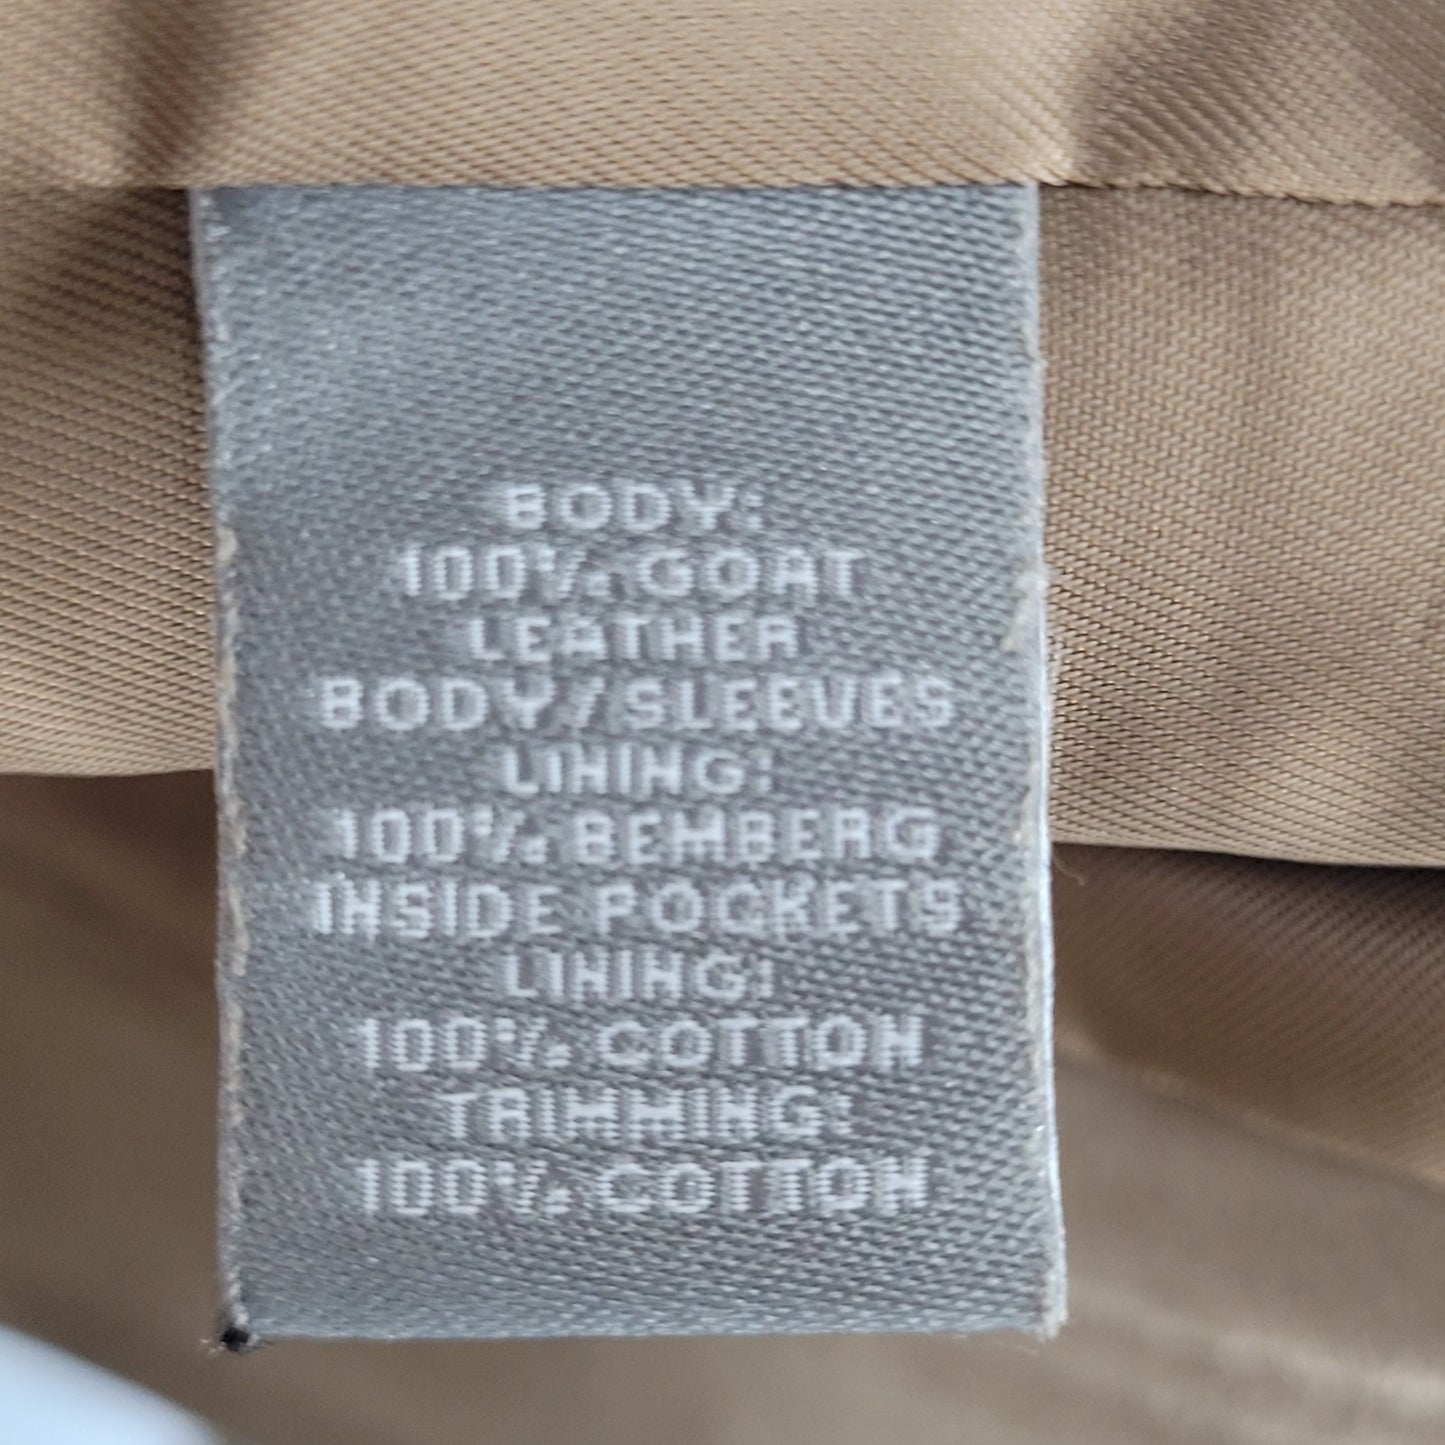 BODY:
100% GOAT
LEATHER
BODY/SLEEVES
LINING:
100% BEMBERG
INSIDE POCKETS
LINING:
100% COTTON
TRIMMING:
100% COTTON